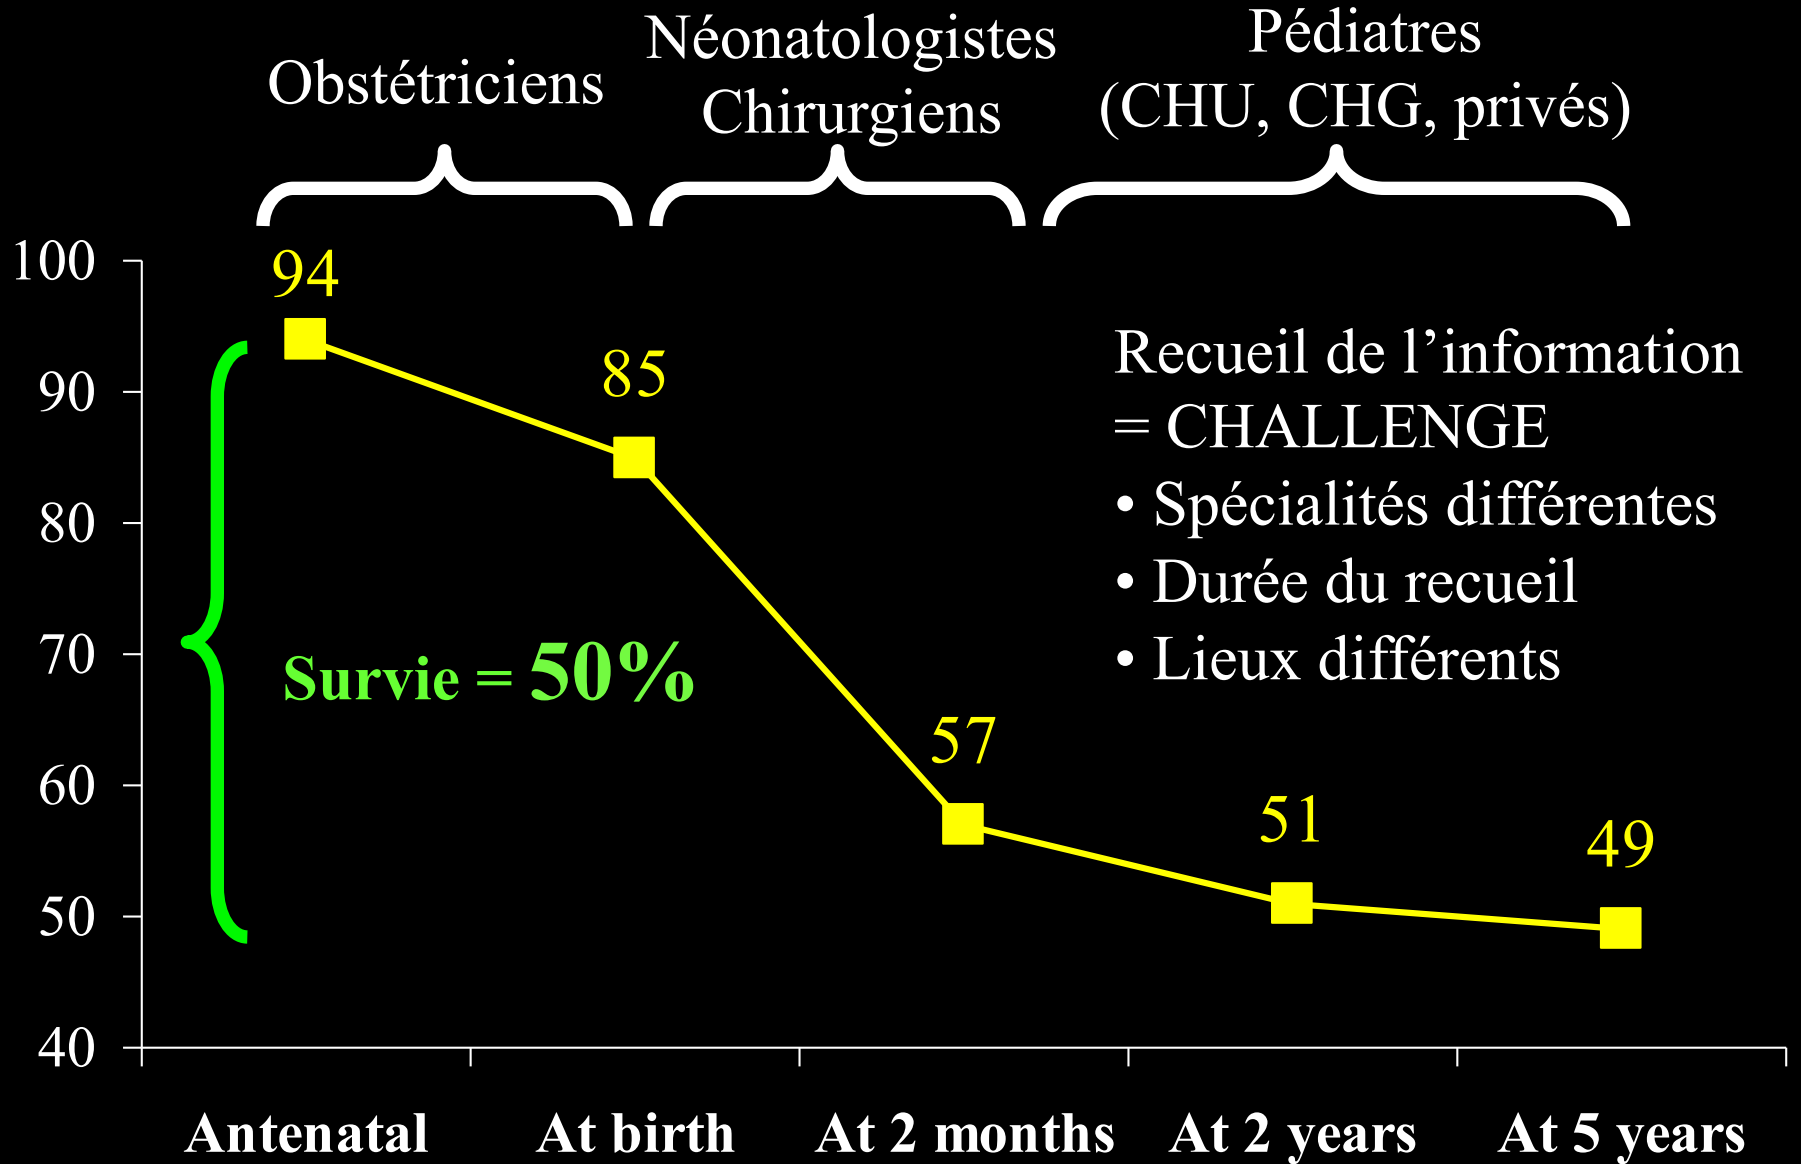 Obstétriciens
Néonatologistes
Chirurgiens
Pédiatres
(CHU, CHG, privés)
100
90
80
70
60
50
40
94
85
57
51
49
Survie = 50%
Recueil de l’information
= CHALLENGE
• Spécialités différentes
• Durée du recueil
• Lieux différents
Antenatal At birth At 2 months At 2 years At 5 years